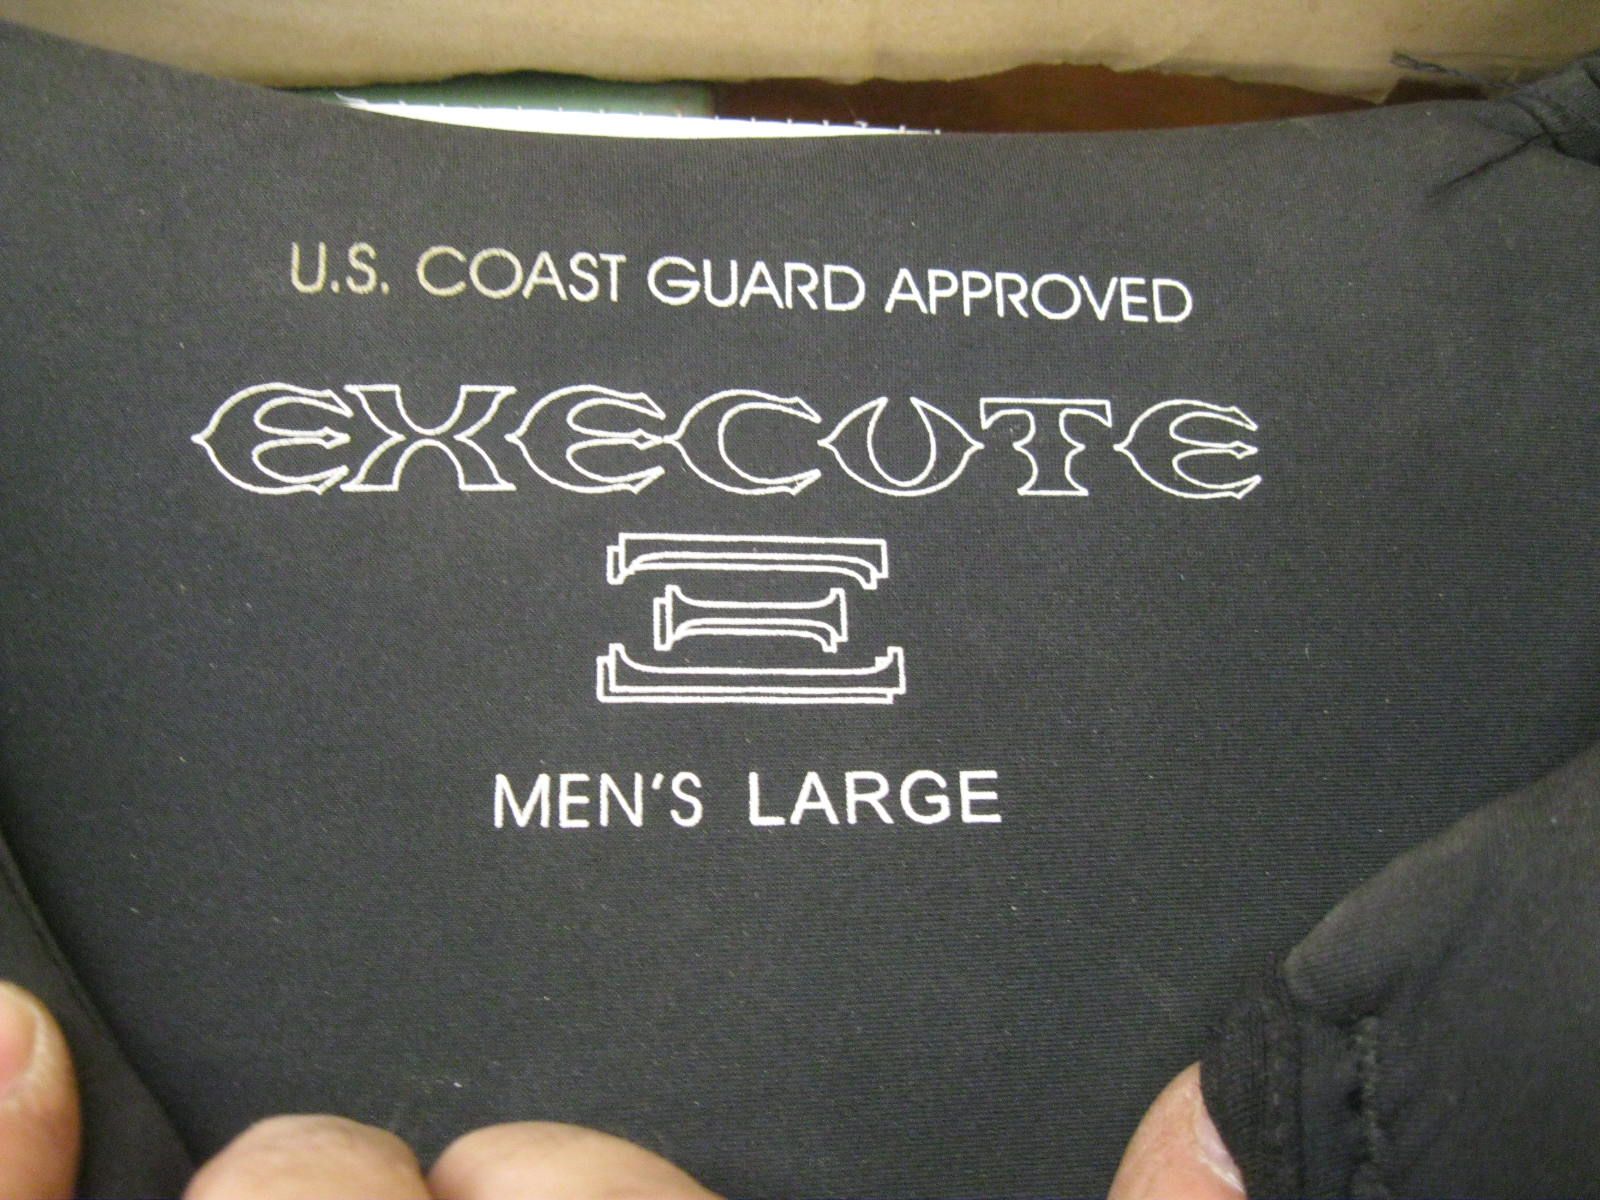 U.S. COAST GUARD APPROVED
EXECUTE
MEN'S LARGE